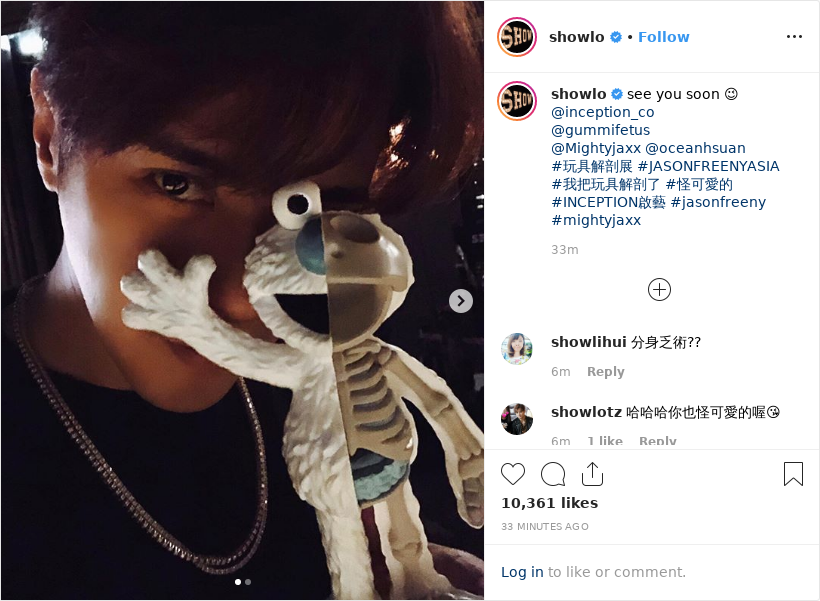 showlo • Follow
showlo see you soon 😉
@inception_co
@gummifetus
@Mightyjaxx @oceanhsuan
#玩具解剖展 #JASONFREENYASIA
#我把玩具解剖了 #怪可愛的
#INCEPTION啟藝 #jasonfreeny
#mightyjaxx
33m
showlihui 分身乏術??
6m Reply
showlotz 哈哈哈你也怪可愛的喔😘
6m 1 like Reply
10,361 likes
33 MINUTES AGO
Log in to like or comment.
SHOW
SHOW